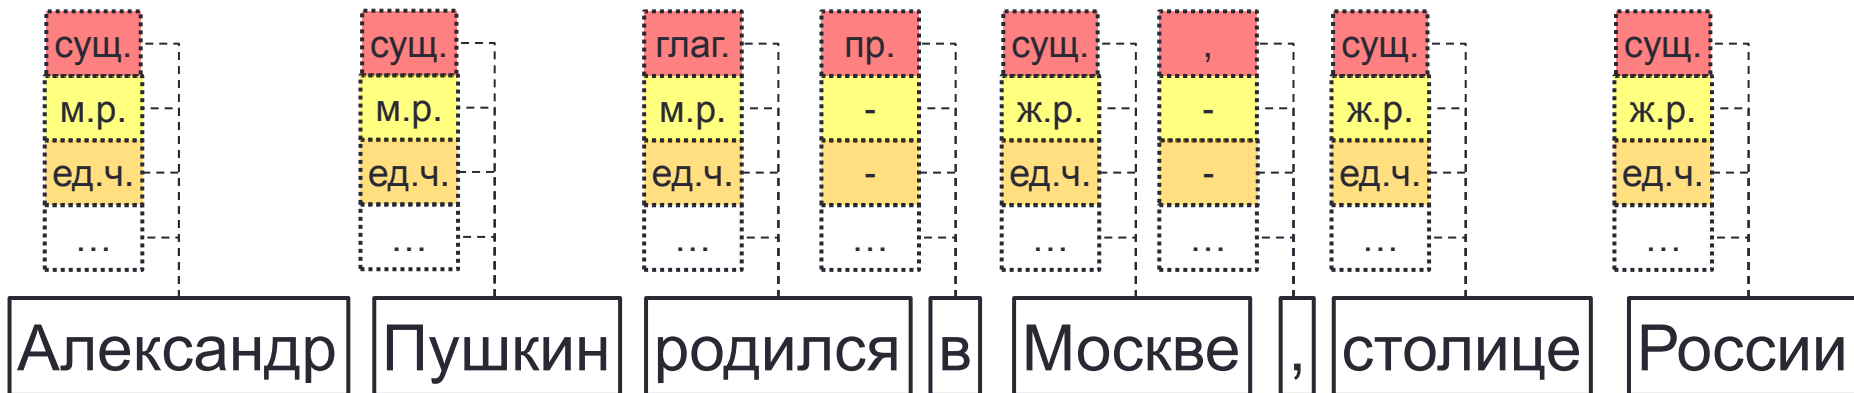 сущ. сущ. глаг. пр. сущ. , сущ. сущ.
м.р. м.р. м.р. - ж.р. - ж.р. ж.р.
ед.ч. ед.ч. ед.ч. - ед.ч. - ед.ч. ед.ч.
... ... ... ... ... ... ... ...
Александр Пушкин родился в Москве , столице России